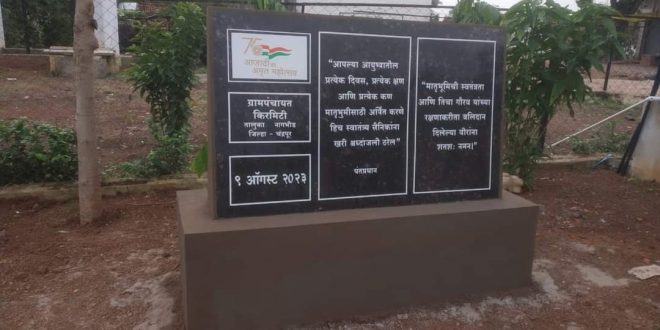 75
आज़ादी का
अमृत महोत्सव
ग्रामपंचायत
किरमिटी
तालुका नागभीड
जिल्हा - चंद्रपूर
९ ऑगस्ट २०२३
"आपल्या आयुष्यातील
प्रत्येक दिवस, प्रत्येक क्षण
आणि प्रत्येक कण
मातृभूमीसाठी अर्पित करणे
हिच स्वातंत्र्य सैनिकांना
खरी श्रध्दांजली ठरेल"
पंतप्रधान
"मातृभूमिची स्वतंत्रता
आणि तिचा गौरव यांच्या
रक्षणाकरीता बलिदान
दिलेल्या वीरांना
शतशः नमन।"